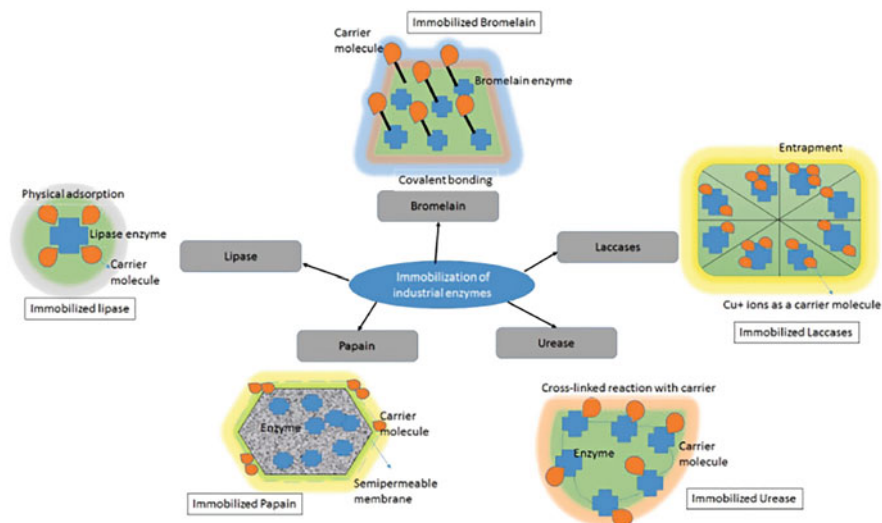 Immobilized Bromelain
Carrier
molecule
Bromelain enzyme
Covalent bonding
Bromelain
Physical adsorption
Lipase enzyme
Carrier
molecule
Immobilized lipase
Lipase
Immobilization of
industrial enzymes
Laccases
Entrapment
Cu+ ions as a carrier molecule
Immobilized Laccases
Papain
Urease
Enzyme
Carrier
molecule
Semipermeable
membrane
Immobilized Papain
Cross-linked reaction with carrier
Enzyme
Carrier
molecule
Immobilized Urease